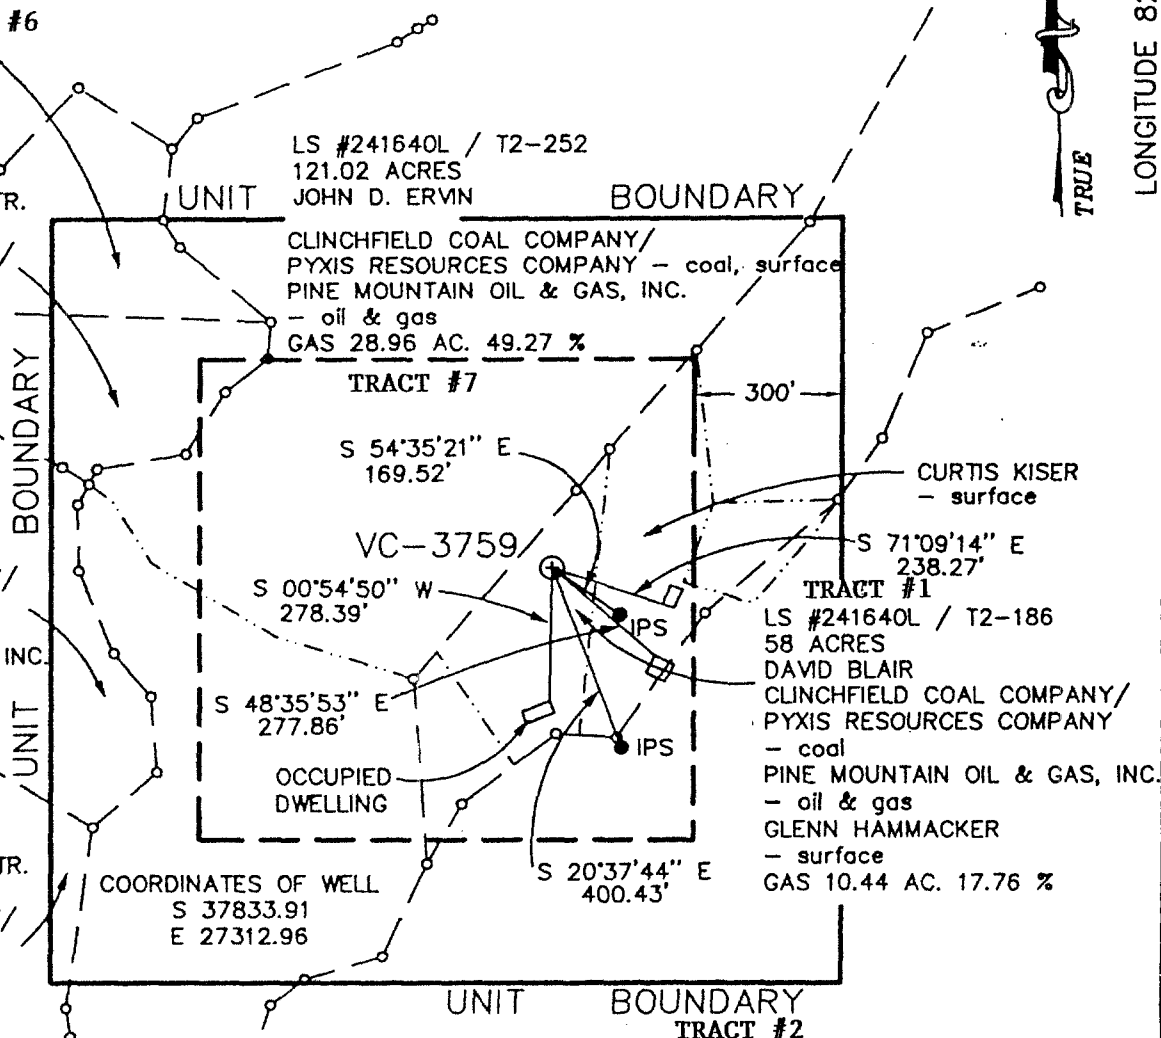 #6
LONGITUDE 8
TRUE
LS #241640L / T2-252
121.02 ACRES
JOHN D. ERVIN
TR.
UNIT BOUNDARY
CLINCHFIELD COAL COMPANY/
PYXIS RESOURCES COMPANY – coal, surface
PINE MOUNTAIN OIL & GAS, INC.
– oil & gas
GAS 28.96 AC. 49.27 %
TRACT #7
300'
UNIT BOUNDARY
S 54°35'21" E
169.52'
CURTIS KISER
– surface
VC-3759
S 71°09'14" E
238.27'
S 00°54'50" W
278.39'
IPS
TRACT #1
LS #241640L / T2-186
58 ACRES
DAVID BLAIR
CLINCHFIELD COAL COMPANY/
PYXIS RESOURCES COMPANY
– coal
PINE MOUNTAIN OIL & GAS, INC.
– oil & gas
GLENN HAMMACKER
– surface
GAS 10.44 AC. 17.76 %
/
INC.
S 48°35'53" E
277.86'
IPS
OCCUPIED
DWELLING
S 20°37'44" E
400.43'
TR.
/
COORDINATES OF WELL
S 37833.91
E 27312.96
UNIT BOUNDARY
TRACT #2